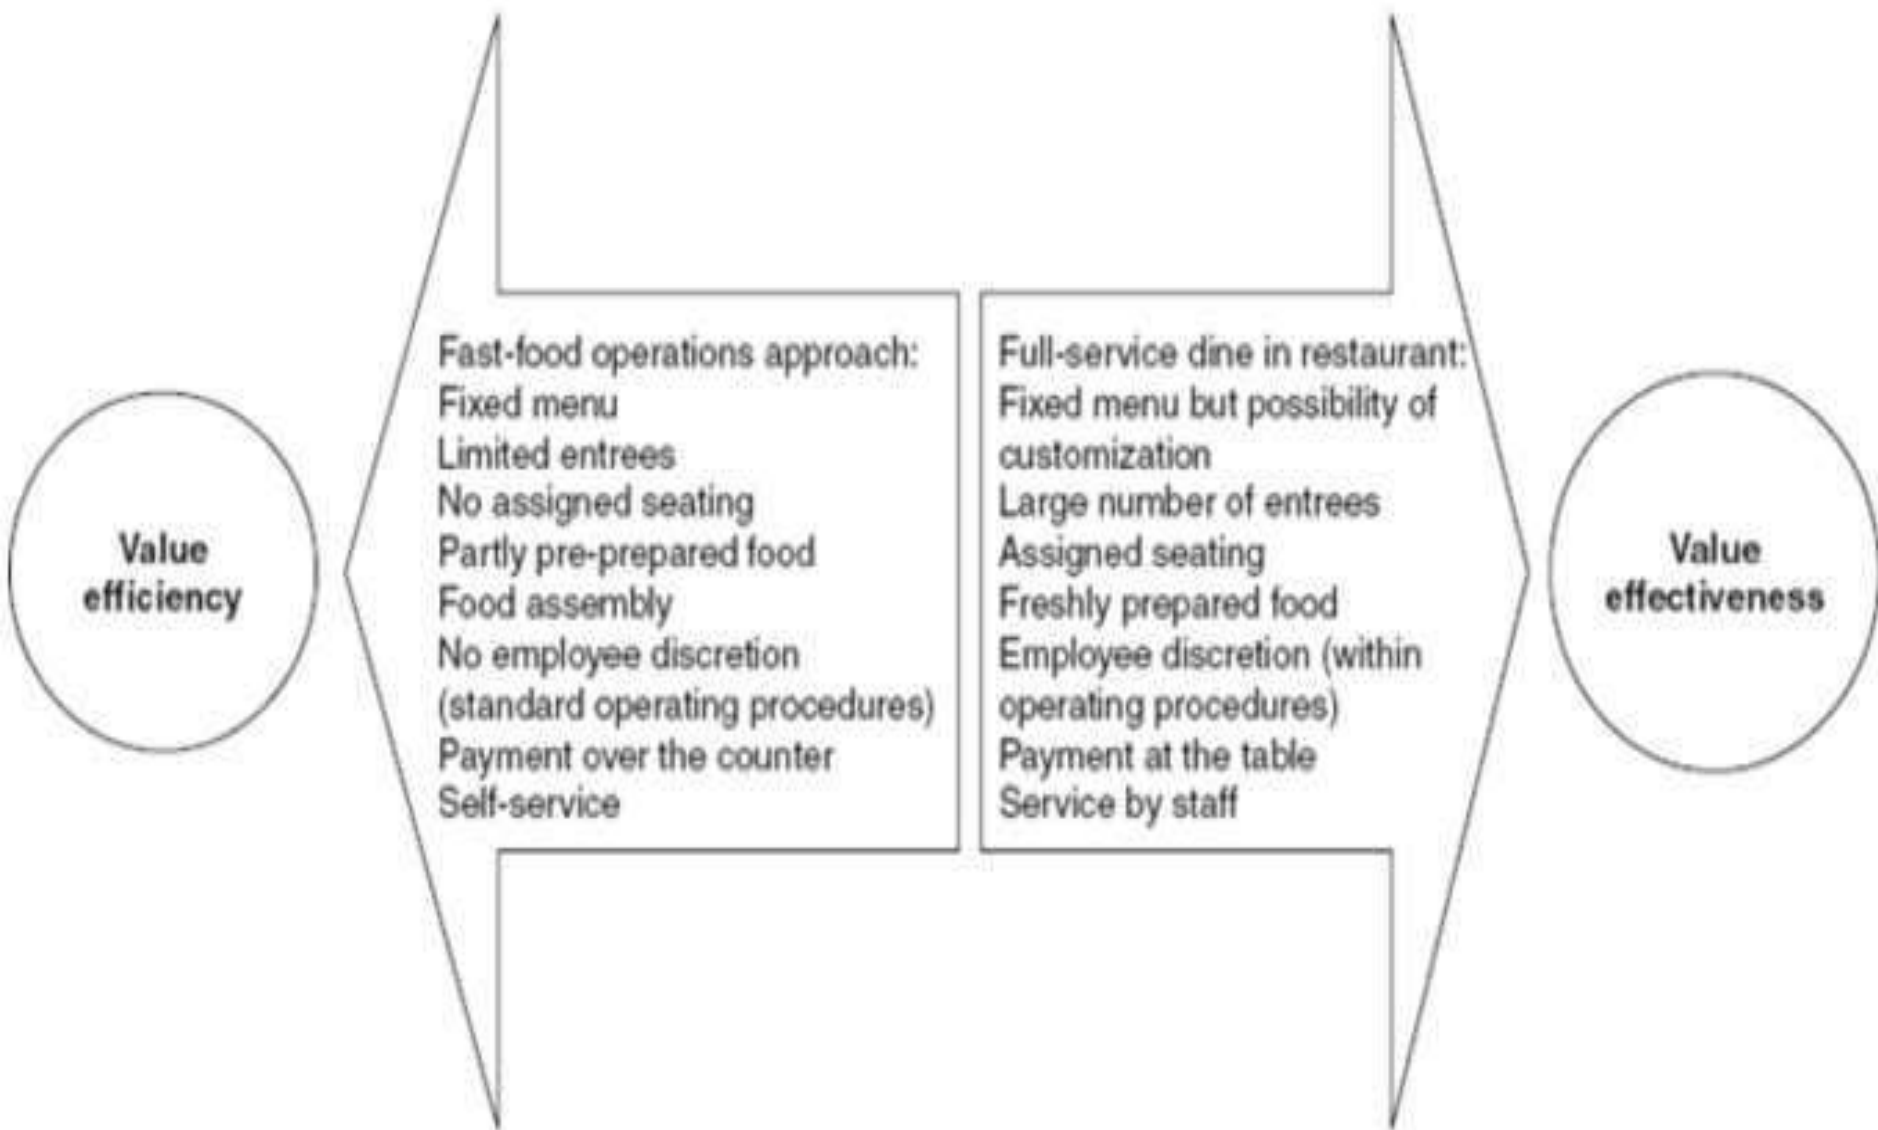 Value
efficiency
Fast-food operations approach:
Fixed menu
Limited entrees
No assigned seating
Partly pre-prepared food
Food assembly
No employee discretion
(standard operating procedures)
Payment over the counter
Self-service
Full-service dine in restaurant:
Fixed menu but possibility of
customization
Large number of entrees
Assigned seating
Freshly prepared food
Employee discretion (within
operating procedures)
Payment at the table
Service by staff
Value
effectiveness